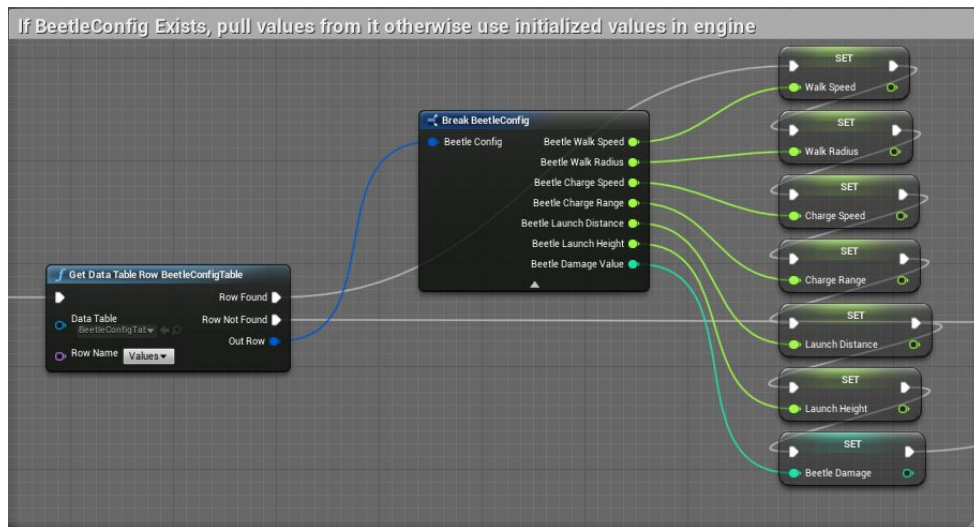 If BeetleConfig Exists, pull values from it otherwise use initialized values in engine
Get Data Table Row BeetleConfigTable
Row Found
Data Table
BeetleConfigTat
Row Not Found
Out Row
Row Name Values
Break BeetleConfig
Beetle Config
Beetle Walk Speed
Beetle Walk Radius
Beetle Charge Speed
Beetle Charge Range
Beetle Launch Distance
Beetle Launch Height
Beetle Damage Value
SET
Walk Speed
SET
Walk Radius
SET
Charge Speed
SET
Charge Range
SET
Launch Distance
SET
Launch Height
SET
Beetle Damage